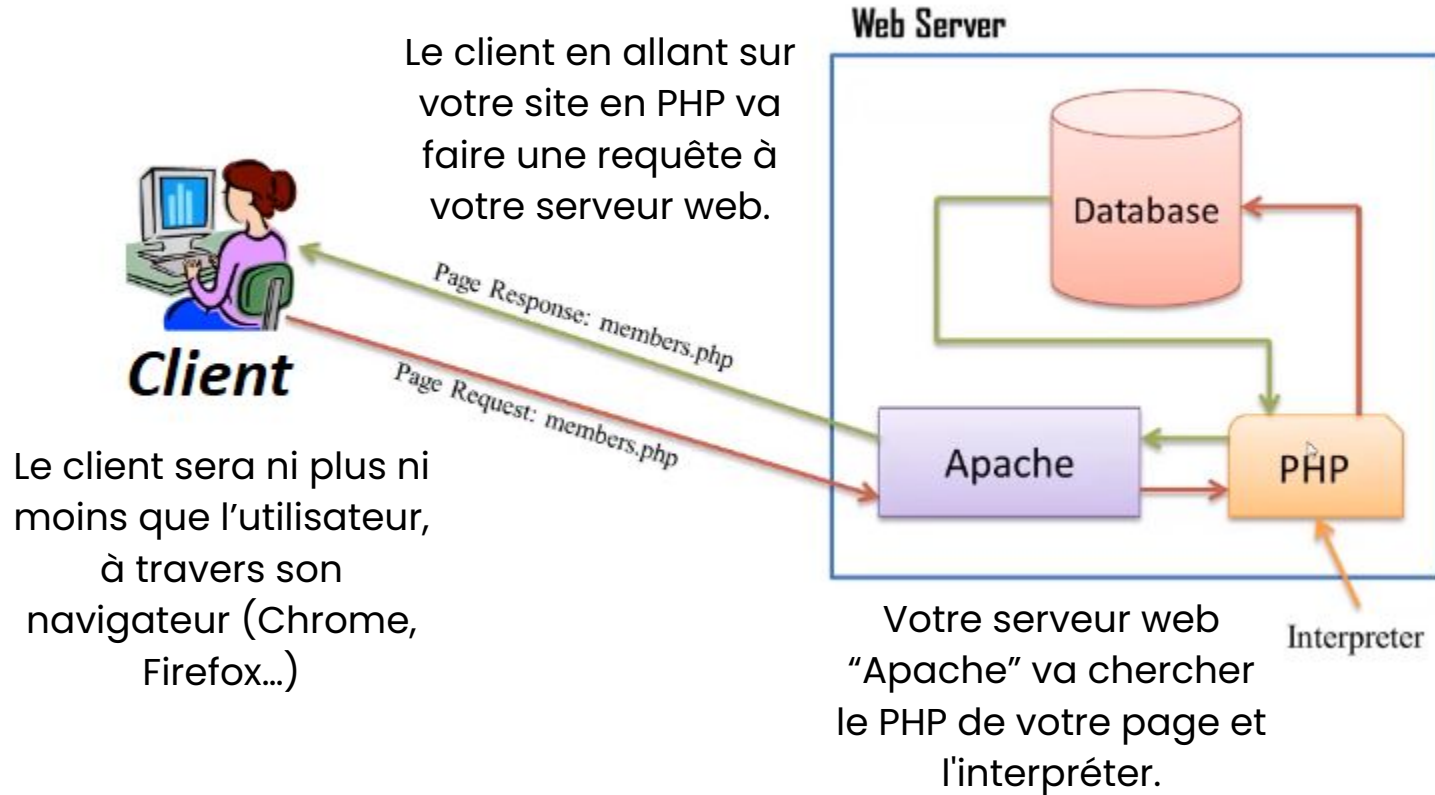 Web Server
Le client en allant sur
votre site en PHP va
faire une requête à
votre serveur web.
Database
Page Response: members.php
Page Request: members.php
Client
Apache
PHP
Le client sera ni plus ni
moins que l’utilisateur,
à travers son
navigateur (Chrome,
Firefox…)
Interpreter
Votre serveur web
“Apache” va chercher
le PHP de votre page et
l'interpréter.